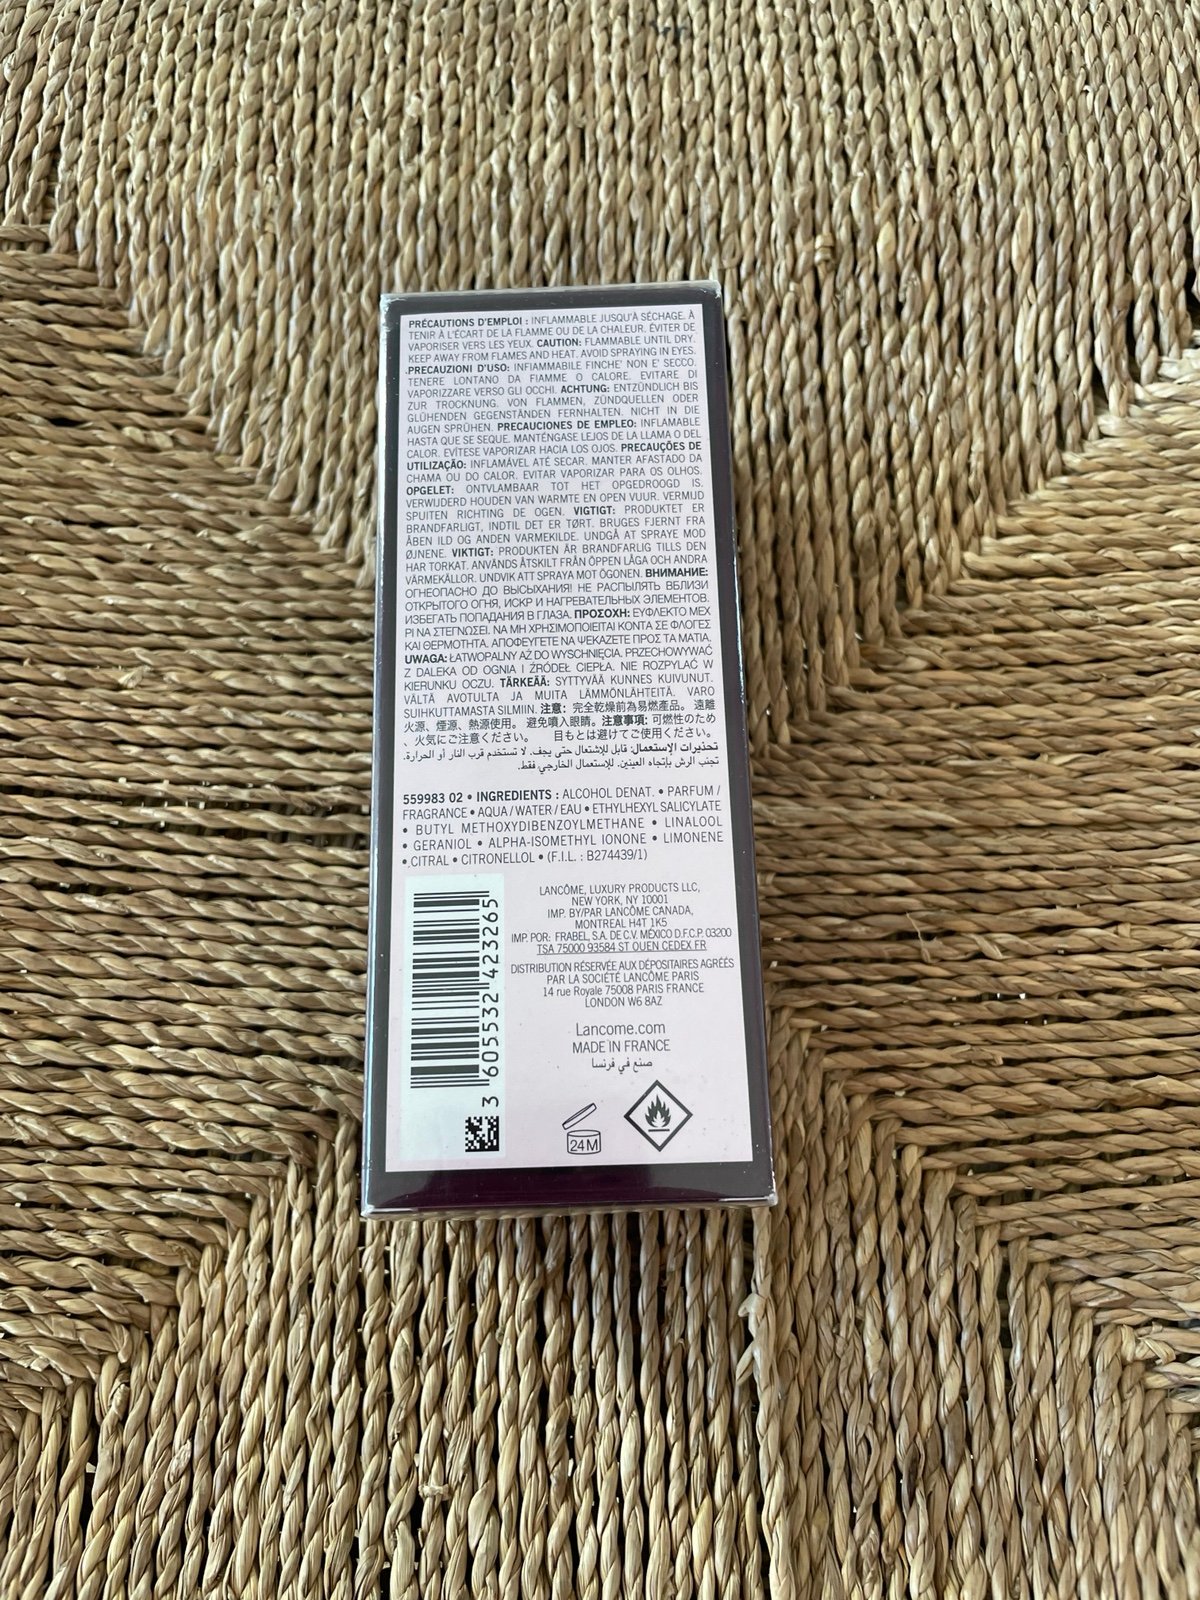 PRÉCAUTIONS D'EMPLOI : INFLAMMABLE JUSQU'À SÉCHAGE. À
TENIR À L'ÉCART DE LA FLAMME OU DE LA CHALEUR. ÉVITER DE
VAPORISER VERS LES YEUX. CAUTION: FLAMMABLE UNTIL DRY.
KEEP AWAY FROM FLAMES AND HEAT. AVOID SPRAYING IN EYES.
PRECAUZIONI D'USO: INFIAMMABILE FINCHE' NON E' SECCO.
TENERE LONTANO DA FIAMME O CALORE. EVITARE DI
VAPORIZZARE VERSO GLI OCCHI. ACHTUNG: ENTZÜNDLICH BIS
ZUR TROCKNUNG. VON FLAMMEN, ZÜNDQUELLEN ODER
GLÜHENDEN GEGENSTÄNDEN FERNHALTEN. NICHT IN DIE
AUGEN SPRÜHEN. PRECAUCIONES DE EMPLEO: INFLAMABLE
HASTA QUE SE SEQUE. MANTÉNGASE LEJOS DE LA LLAMA O DEL
CALOR. EVÍTESE VAPORIZAR HACIA LOS OJOS. PRECAUÇÕES DE
UTILIZAÇÃO: INFLAMÁVEL ATÉ SECAR. MANTER AFASTADO DA
CHAMA OU DO CALOR. EVITAR VAPORIZAR PARA OS OLHOS.
OPGELET: ONTVLAMBAAR TOT HET OPGEDROOGD IS.
VERWIJDERD HOUDEN VAN WARMTE EN OPEN VUUR. VERMIJD
SPUITEN RICHTING DE OGEN. VIGTIGT: PRODUKTET ER
BRANDFARLIGT, INDTIL DET ER TØRT. BRUGES FJERNT FRA
ÅBEN ILD OG ANDEN VARMEKILDE. UNDGÅ AT SPRAYE MOD
ØJNENE. VIKTIGT: PRODUKTEN ÄR BRANDFARLIG TILLS DEN
HAR TORKAT. ANVÄNDS ÅTSKILT FRÅN ÖPPEN LÅGA OCH ANDRA
VÄRMEKÄLLOR. UNDVIK ATT SPRAYA MOT ÖGONEN. ВНИМАНИЕ:
ОГНЕОПАСНО ДО ВЫСЫХАНИЯ! НЕ РАСПЫЛЯТЬ ВБЛИЗИ
ОТКРЫТОГО ОГНЯ, ИСКР И НАГРЕВАТЕЛЬНЫХ ЭЛЕМЕНТОВ.
ИЗБЕГАТЬ ПОПАДАНИЯ В ГЛАЗА. ΠΡΟΣΟΧΗ: ΕΥΦΛΕΚΤΟ ΜΕΧ
ΡΙ ΝΑ ΣΤΕΓΝΩΣΕΙ. ΝΑ ΜΗ ΧΡΗΣΙΜΟΠΟΙΕΙΤΑΙ ΚΟΝΤΑ ΣΕ ΦΛΟΓΕΣ
ΚΑΙ ΘΕΡΜΟΤΗΤΑ. ΑΠΟΦΕΥΓΕΤΕ ΝΑ ΨΕΚΑΖΕΤΕ ΠΡΟΣ ΤΑ ΜΑΤΙΑ.
UWAGA: ŁATWOPALNY AŻ DO WYSCHNIĘCIA. PRZECHOWYWAĆ
Z DALEKA OD OGNIA I ŹRÓDEŁ CIEPŁA. NIE ROZPYLAĆ W
KIERUNKU OCZU. TÄRKEÄÄ: SYTTYVÄÄ KUNNES KUIVUNUT.
VÄLTÄ AVOTULTA JA MUITA LÄMMÖNLÄHTEITÄ. VARO
SUIHKUTTAMASTA SILMIIN. 注意: 完全乾燥前為易燃產品。遠離
火源、煙源、熱源使用。避免噴入眼睛。注意事項: 可燃性のため
、火気にご注意ください。 目もとは避けてご使用ください。
تحذيرات الإستعمال: قابل للإشتعال حتى يجف. لا تستخدم قرب النار أو الحرارة.
تجنب الرش بإتجاه العينين. للإستعمال الخارجي فقط.
559983 02 • INGREDIENTS : ALCOHOL DENAT. • PARFUM /
FRAGRANCE • AQUA / WATER / EAU • ETHYLHEXYL SALICYLATE
• BUTYL METHOXYDIBENZOYLMETHANE • LINALOOL
• GERANIOL • ALPHA-ISOMETHYL IONONE • LIMONENE
• CITRAL • CITRONELLOL • (F.I.L. : B274439/1)
3 605532 423265
LANCÔME, LUXURY PRODUCTS LLC,
NEW YORK, NY 10001
IMP. BY/PAR LANCÔME CANADA,
MONTREAL H4T 1K5
IMP. POR: FRABEL, S.A. DE C.V. MÉXICO D.F.C.P. 03200
TSA 75000 93584 ST OUEN CEDEX FR
DISTRIBUTION RÉSERVÉE AUX DÉPOSITAIRES AGRÉÉS
PAR LA SOCIÉTÉ LANCÔME PARIS
14 rue Royale 75008 PARIS FRANCE
LONDON W6 8AZ
Lancome.com
MADE IN FRANCE
صنع في فرنسا
24M